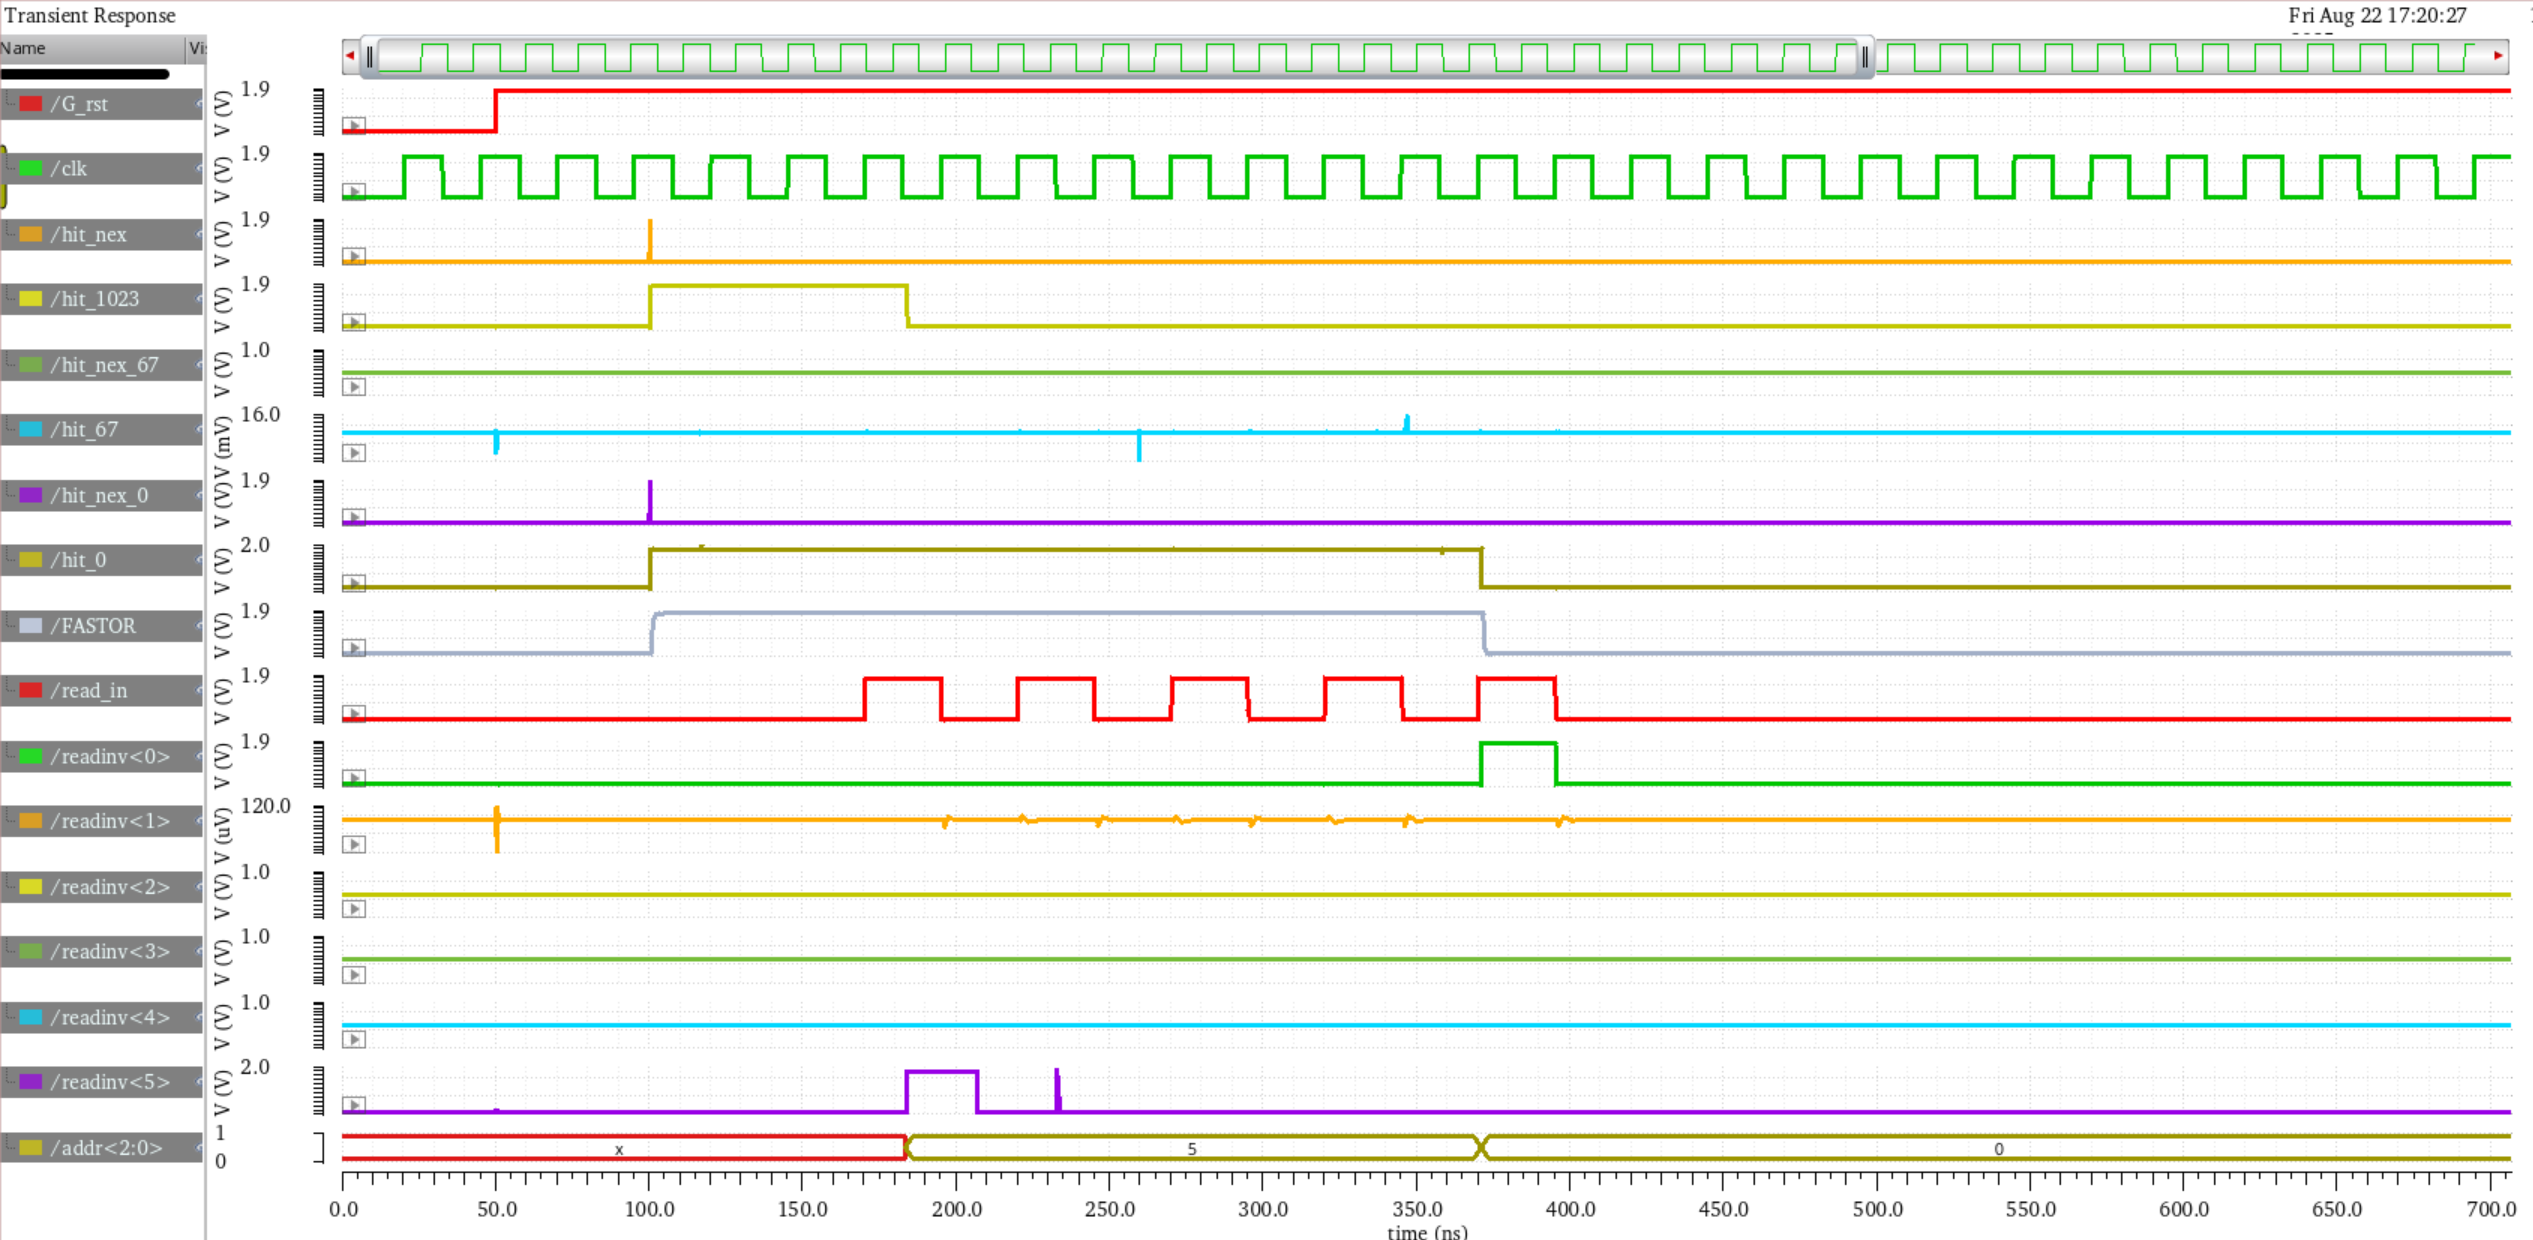 Transient Response
Fri Aug 22 17:20:27
Name
Vi
/G_rst
V (V)
1.9
/clk
V (V)
1.9
/hit_nex
V (V)
1.9
/hit_1023
V (V)
1.9
/hit_nex_67
V (V)
1.0
/hit_67
V (m
16.0
/hit_nex_0
V (V)
1.9
/hit_0
V (V)
2.0
/FASTOR
V (V)
1.9
/read_in
V (V)
1.9
/readinv<0>
V (V)
1.9
/readinv<1>
V (n
120.0
/readinv<2>
V (V)
1.0
/readinv<3>
V (V)
1.0
/readinv<4>
V (V)
1.0
/readinv<5>
V (V)
2.0
/addr<2:0>
1
0
x
5
0
0.0 50.0 100.0 150.0 200.0 250.0 300.0 350.0 400.0 450.0 500.0 550.0 600.0 650.0 700.0
time (ns)